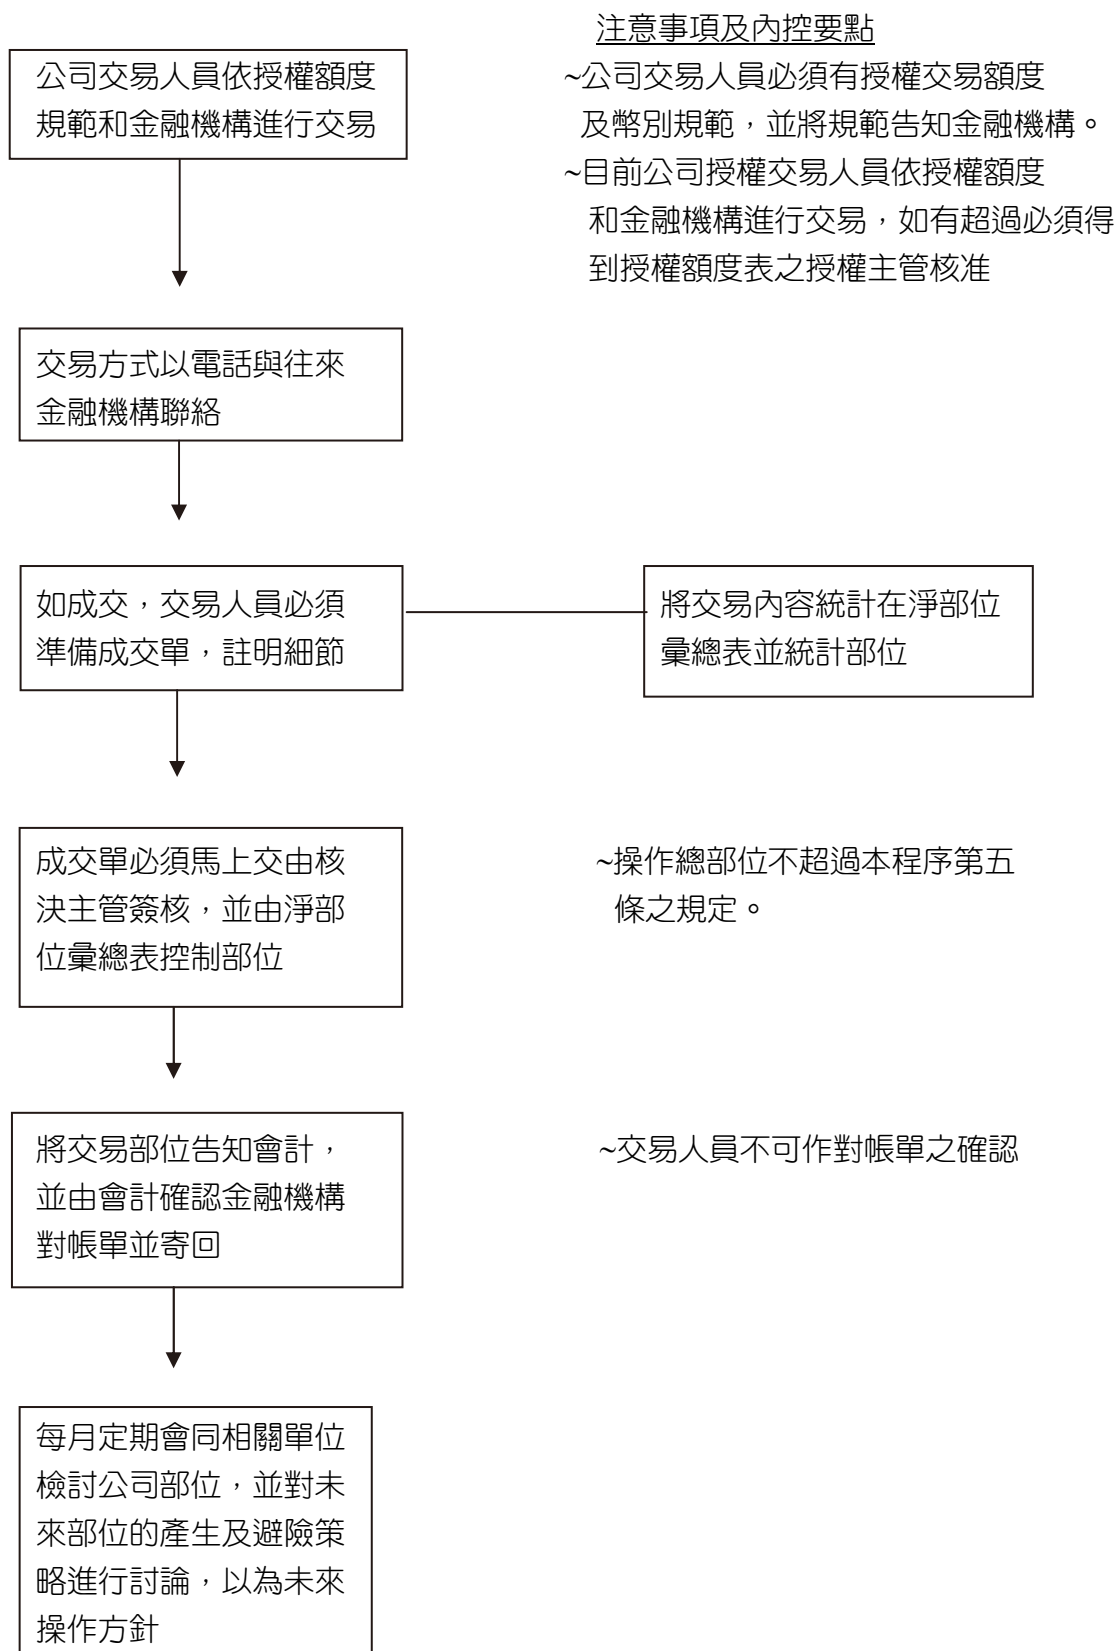 注意事項及內控要點
公司交易人員依授權額度
規範和金融機構進行交易
~公司交易人員必須有授權交易額度
及幣別規範，並將規範告知金融機構。
~目前公司授權交易人員依授權額度
和金融機構進行交易，如有超過必須得
到授權額度表之授權主管核准
交易方式以電話與往來
金融機構聯絡
如成交，交易人員必須
準備成交單，註明細節
將交易內容統計在淨部位
彙總表並統計部位
成交單必須馬上交由核
決主管簽核，並由淨部
位彙總表控制部位
~操作總部位不超過本程序第五
條之規定。
將交易部位告知會計，
並由會計確認金融機構
對帳單並寄回
~交易人員不可作對帳單之確認
每月定期會同相關單位
檢討公司部位，並對未
來部位的產生及避險策
略進行討論，以為未來
操作方針